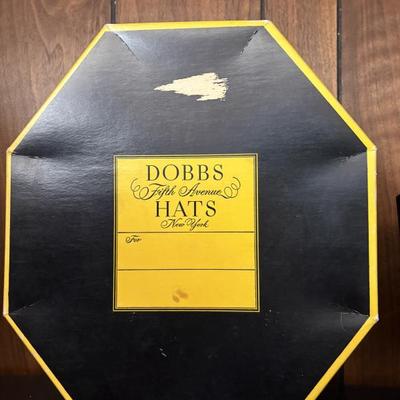 DOBBS
Fifth Avenue
HATS
New York
For